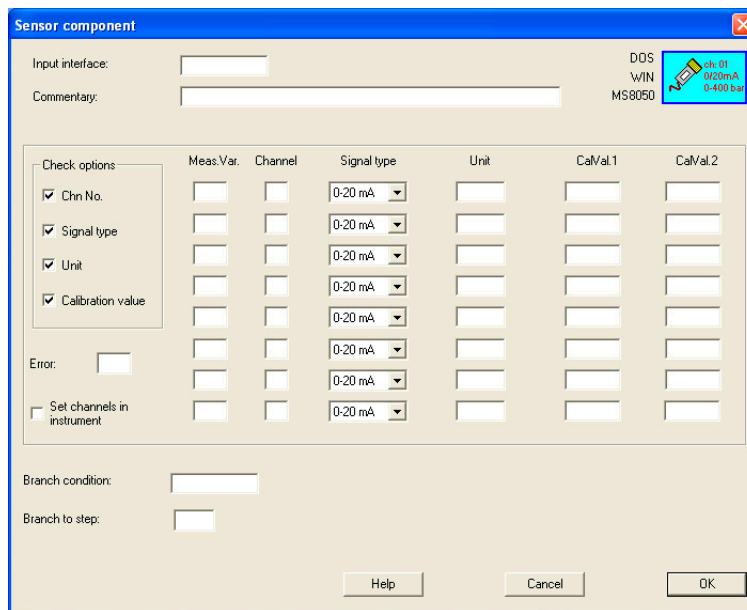 Sensor component
Input interface:
DOS
WIN
MS8050
ch: 01
0/20mA
0-400 bar
Commentary:
Check options
Meas.Var. Channel Signal type Unit CalVal.1 CalVal.2
Chn No.
0-20 mA
Signal type
0-20 mA
Unit
0-20 mA
Calibration value
0-20 mA
0-20 mA
Error:
0-20 mA
0-20 mA
Set channels in
instrument
0-20 mA
Branch condition:
Branch to step:
Help Cancel OK